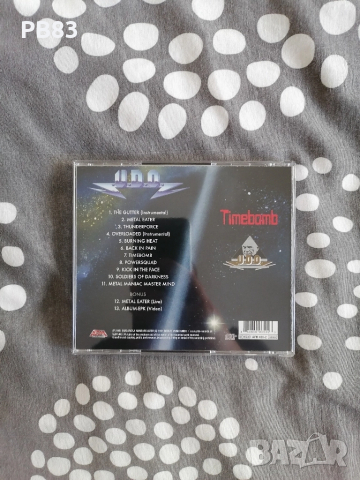 PB83
U.D.O.
1. THE GUTTER (Instrumental)
2. METAL EATER
3. THUNDERFORCE
4. OVERLOADED (Instrumental)
5. BURNING HEAT
6. BACK IN PAIN
7. TIMEBOMB
8. POWERSQUAD
9. KICK IN THE FACE
10. SOLDIERS OF DARKNESS
11. METAL MANIAC MASTER MIND
BONUS
12. METAL EATER (Live)
13. ALBUM-EPK (Video)
Timebomb
U.D.O.
BAZAR